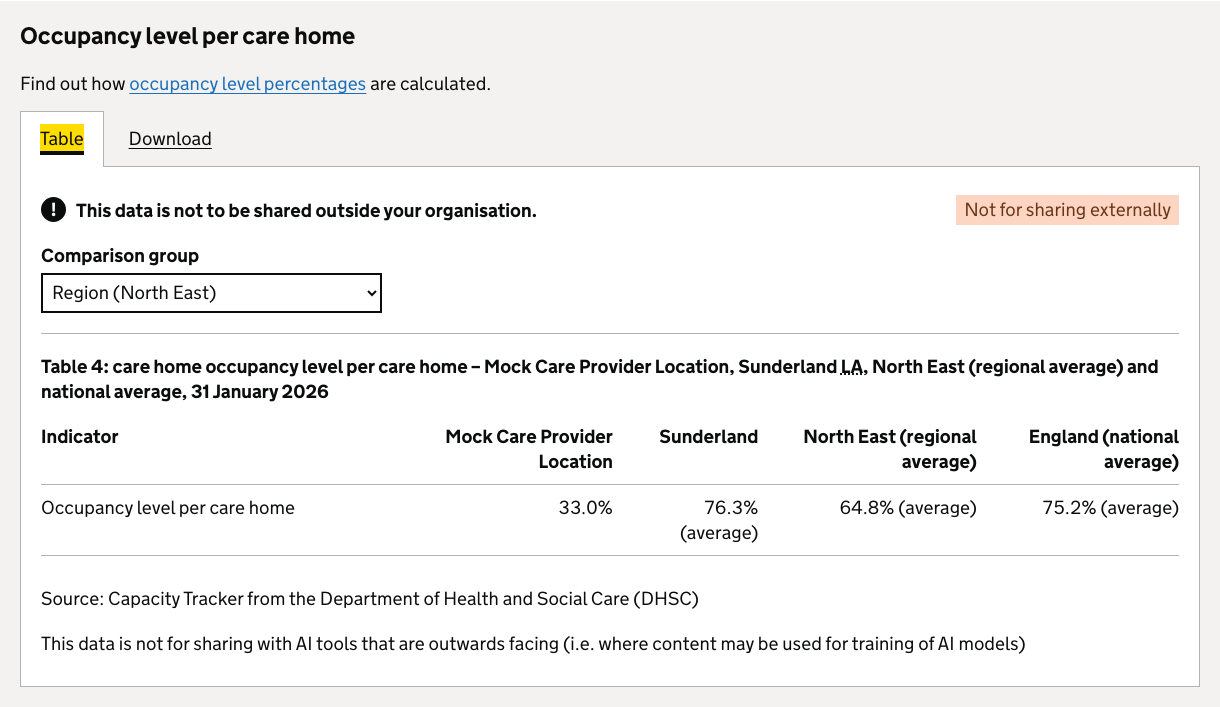 Occupancy level per care home
Find out how occupancy level percentages are calculated.
Table
Download
This data is not to be shared outside your organisation.
Not for sharing externally
Comparison group
Region (North East)
Table 4: care home occupancy level per care home – Mock Care Provider Location, Sunderland LA, North East (regional average) and
national average, 31 January 2026
Indicator
Mock Care Provider
Location
Sunderland
North East (regional
average)
England (national
average)
Occupancy level per care home
33.0%
76.3%
(average)
64.8% (average)
75.2% (average)
Source: Capacity Tracker from the Department of Health and Social Care (DHSC)
This data is not for sharing with AI tools that are outwards facing (i.e. where content may be used for training of AI models)